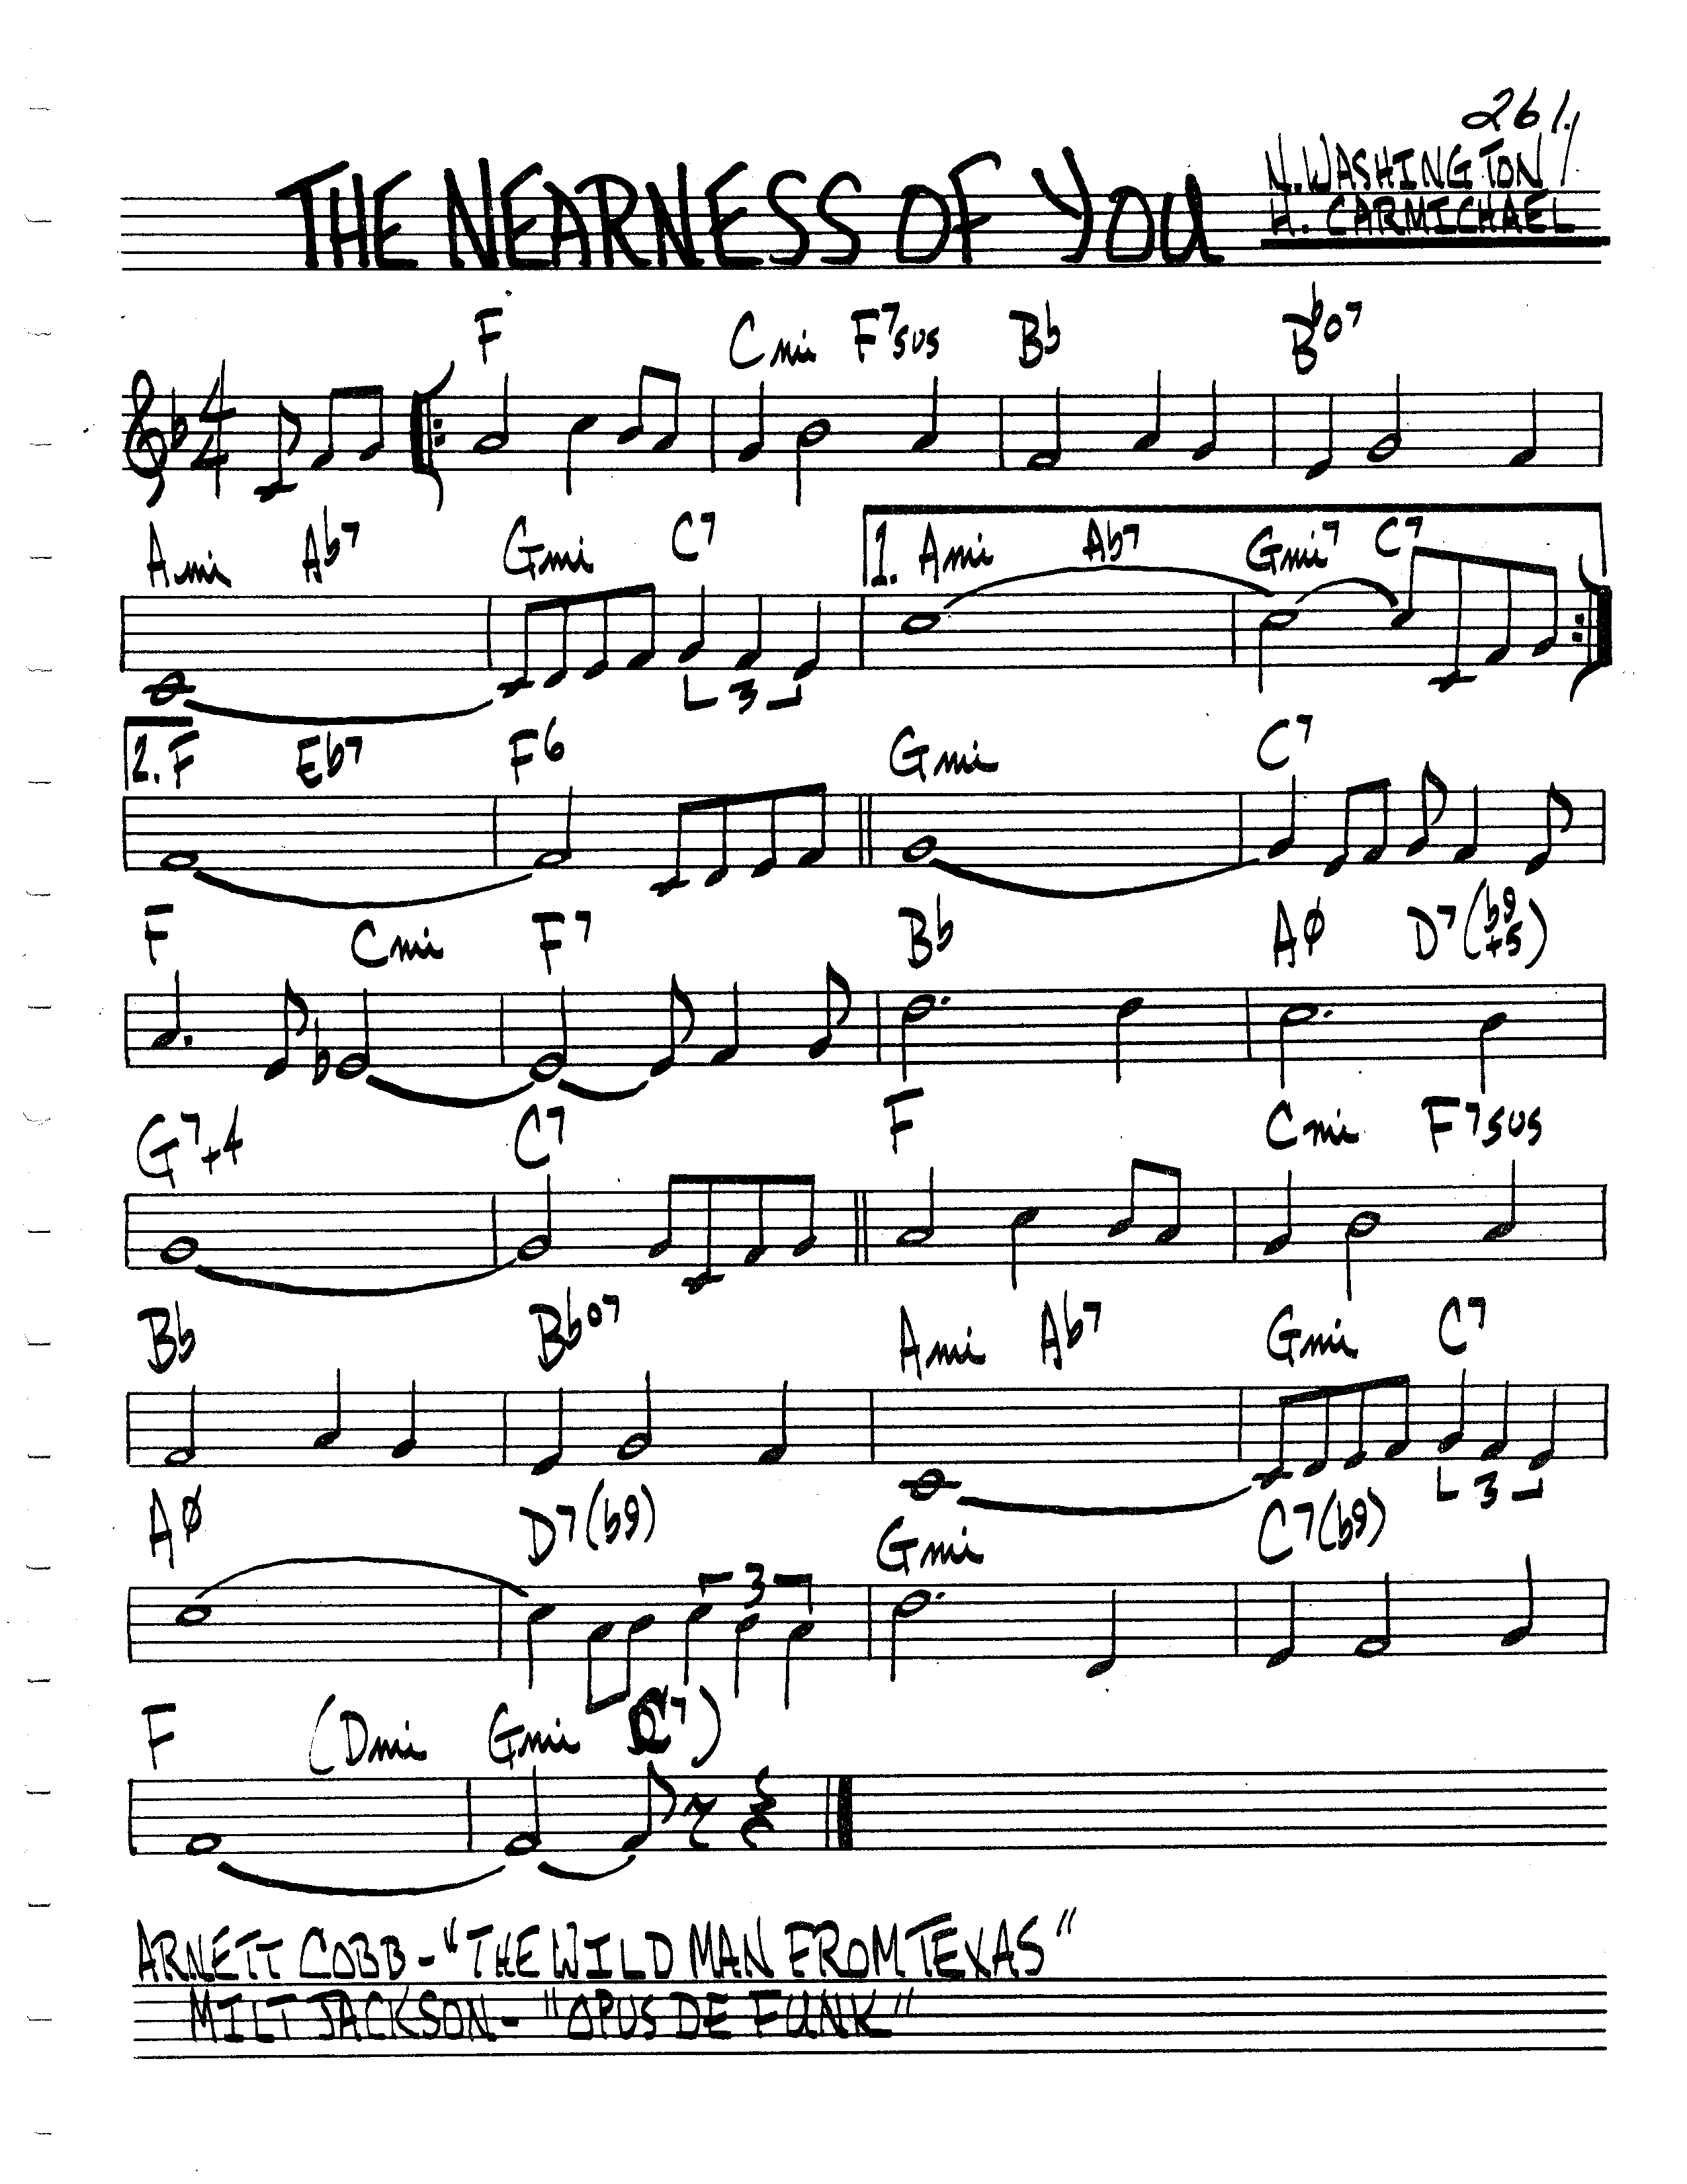 261.
THE NEARNESS OF YOU
N. WASHINGTON/
H. CARMICHAEL
F Cmi F7sus Bb Bbo7
4
4
Ami Ab7 Gmi C7 1. Ami Ab7 Gmi7 C7
3
2. F Eb7 F6 Gmi C7
F Cmi F7 Bb AØ D7(b9 +5)
G7+4 C7 F Cmi F7sus
Bb Bbo7 Ami Ab7 Gmi C7
3
AØ D7(b9) Gmi C7(b9)
3
F (Dmi Gmi C7)
ARNETT COBB - "THE WILD MAN FROM TEXAS"
MILT JACKSON - "OPUS DE FUNK"